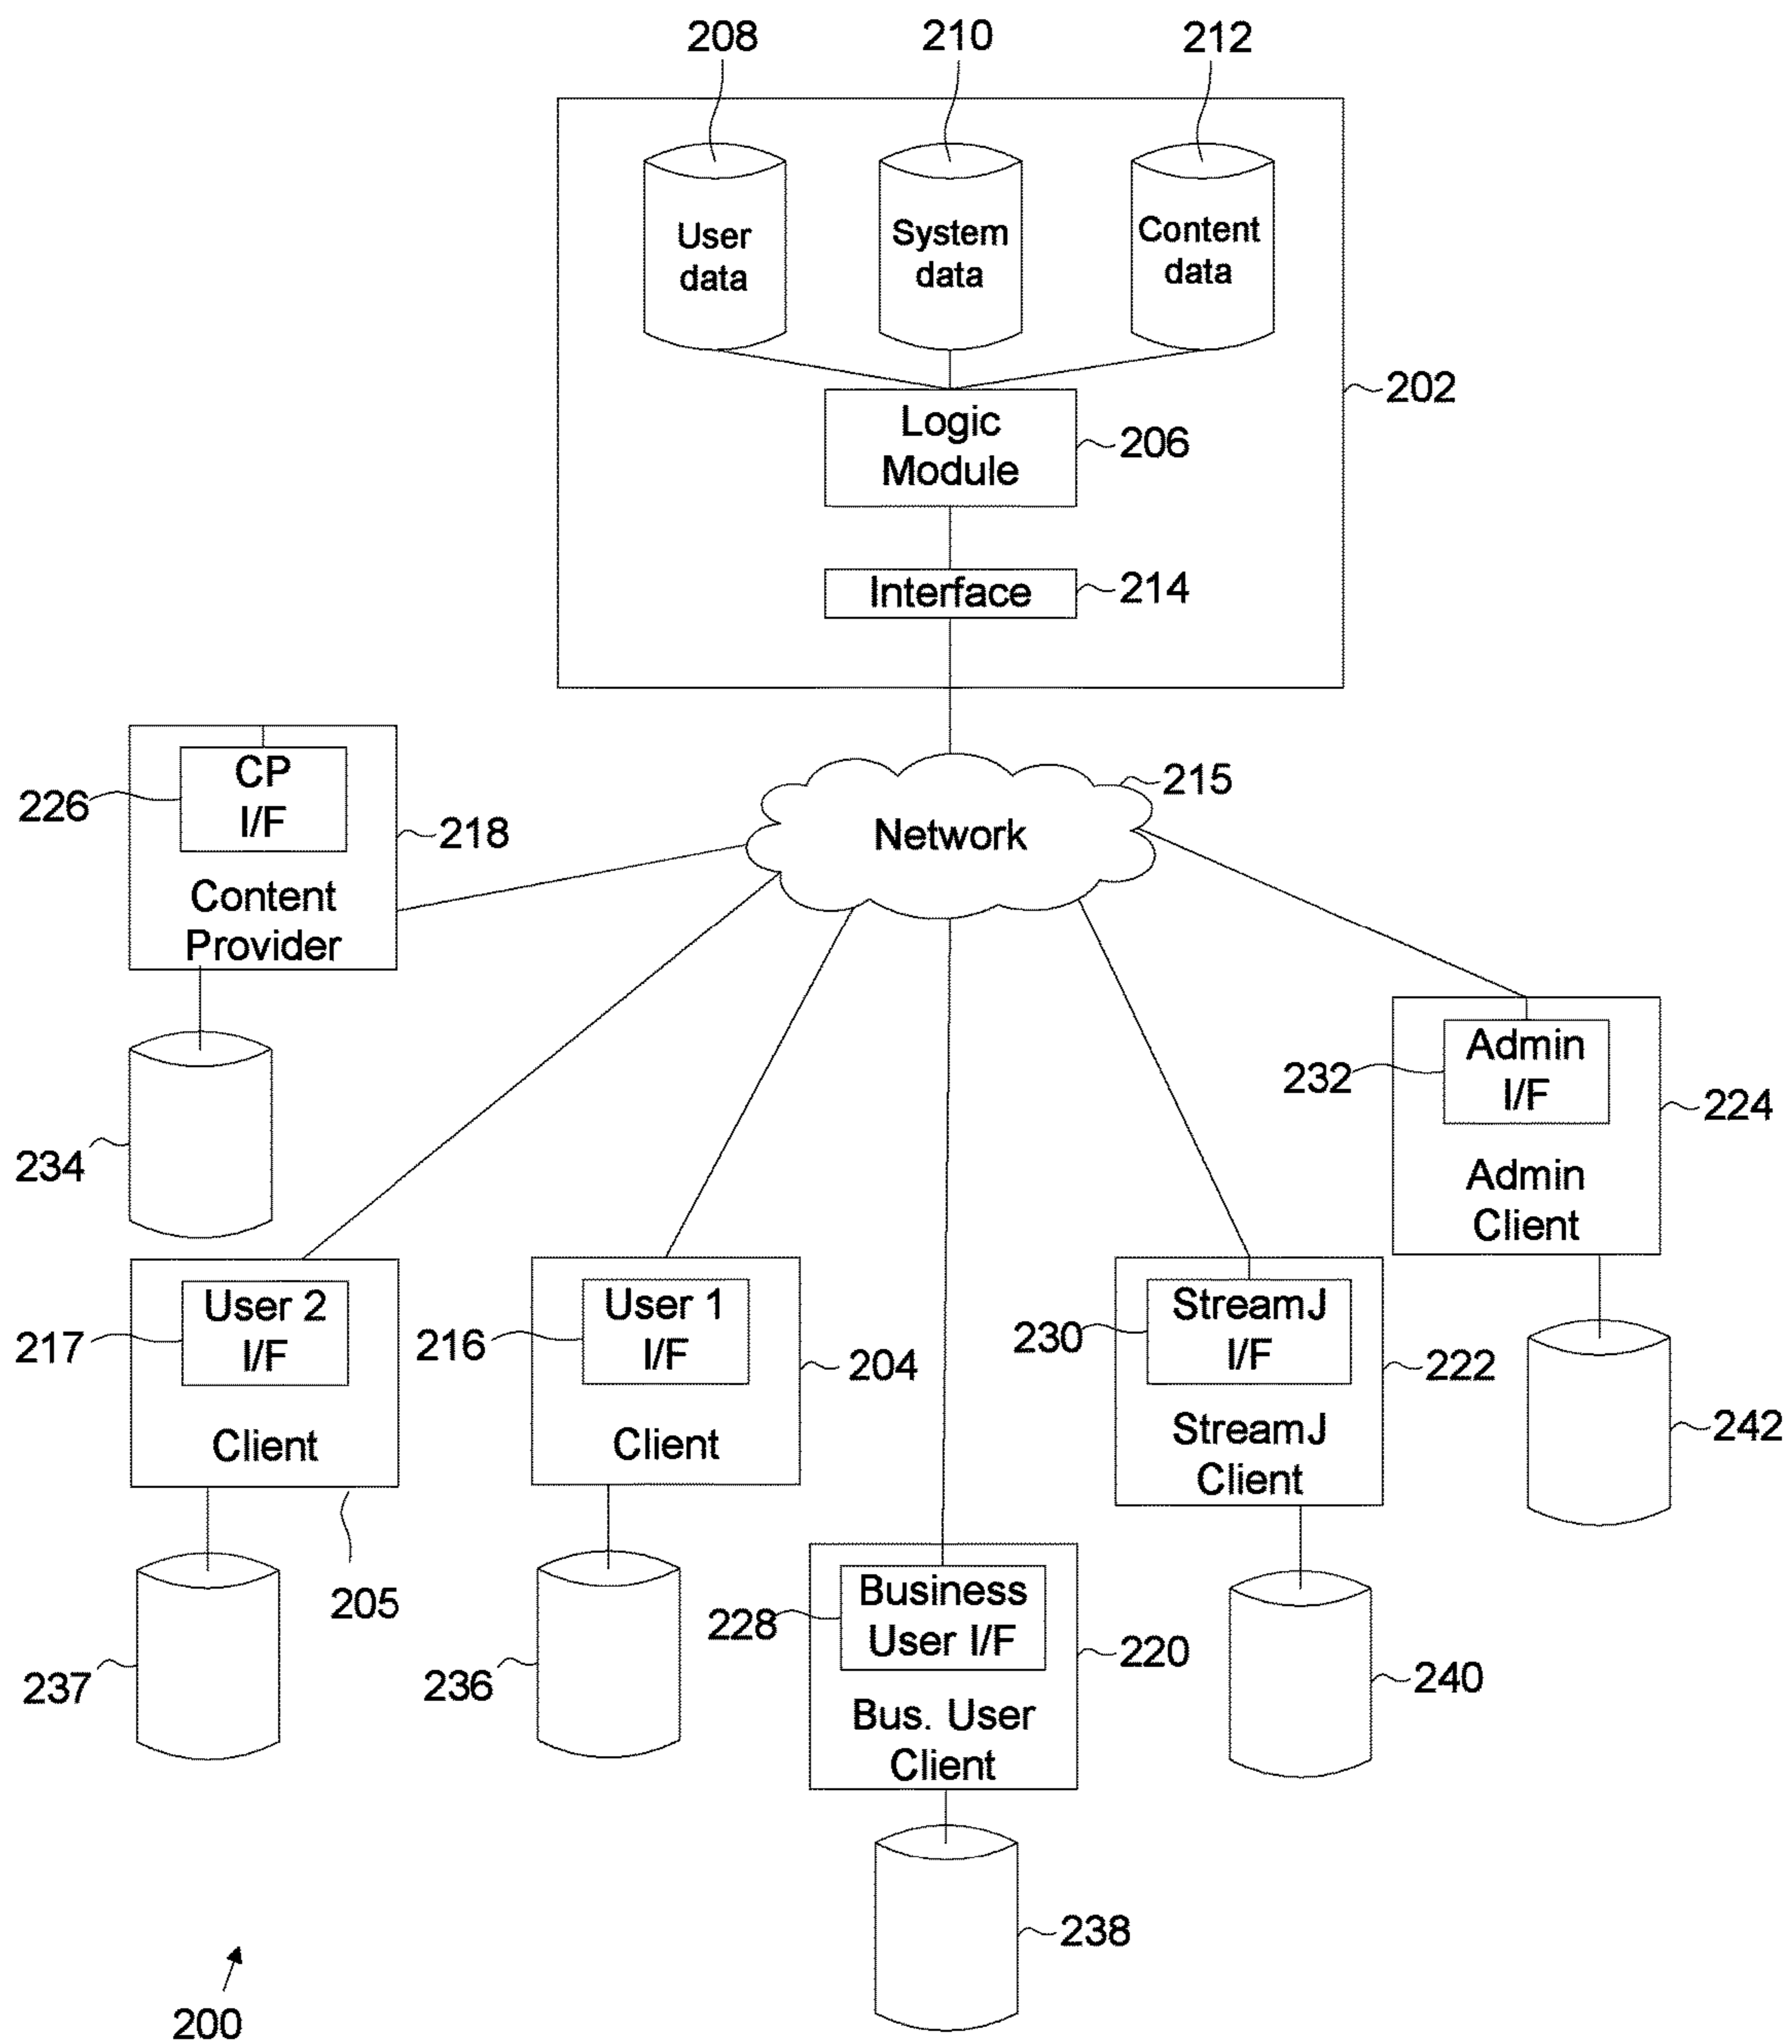 208
210
212
User
data
System
data
Content
data
202
Logic
Module
206
Interface
214
215
Network
CP
I/F
226
218
Content
Provider
234
Admin
I/F
232
224
Admin
Client
User 2
I/F
217
Client
205
237
User 1
I/F
216
204
Client
236
StreamJ
I/F
230
222
StreamJ
Client
240
242
Business
User I/F
228
220
Bus. User
Client
238
200